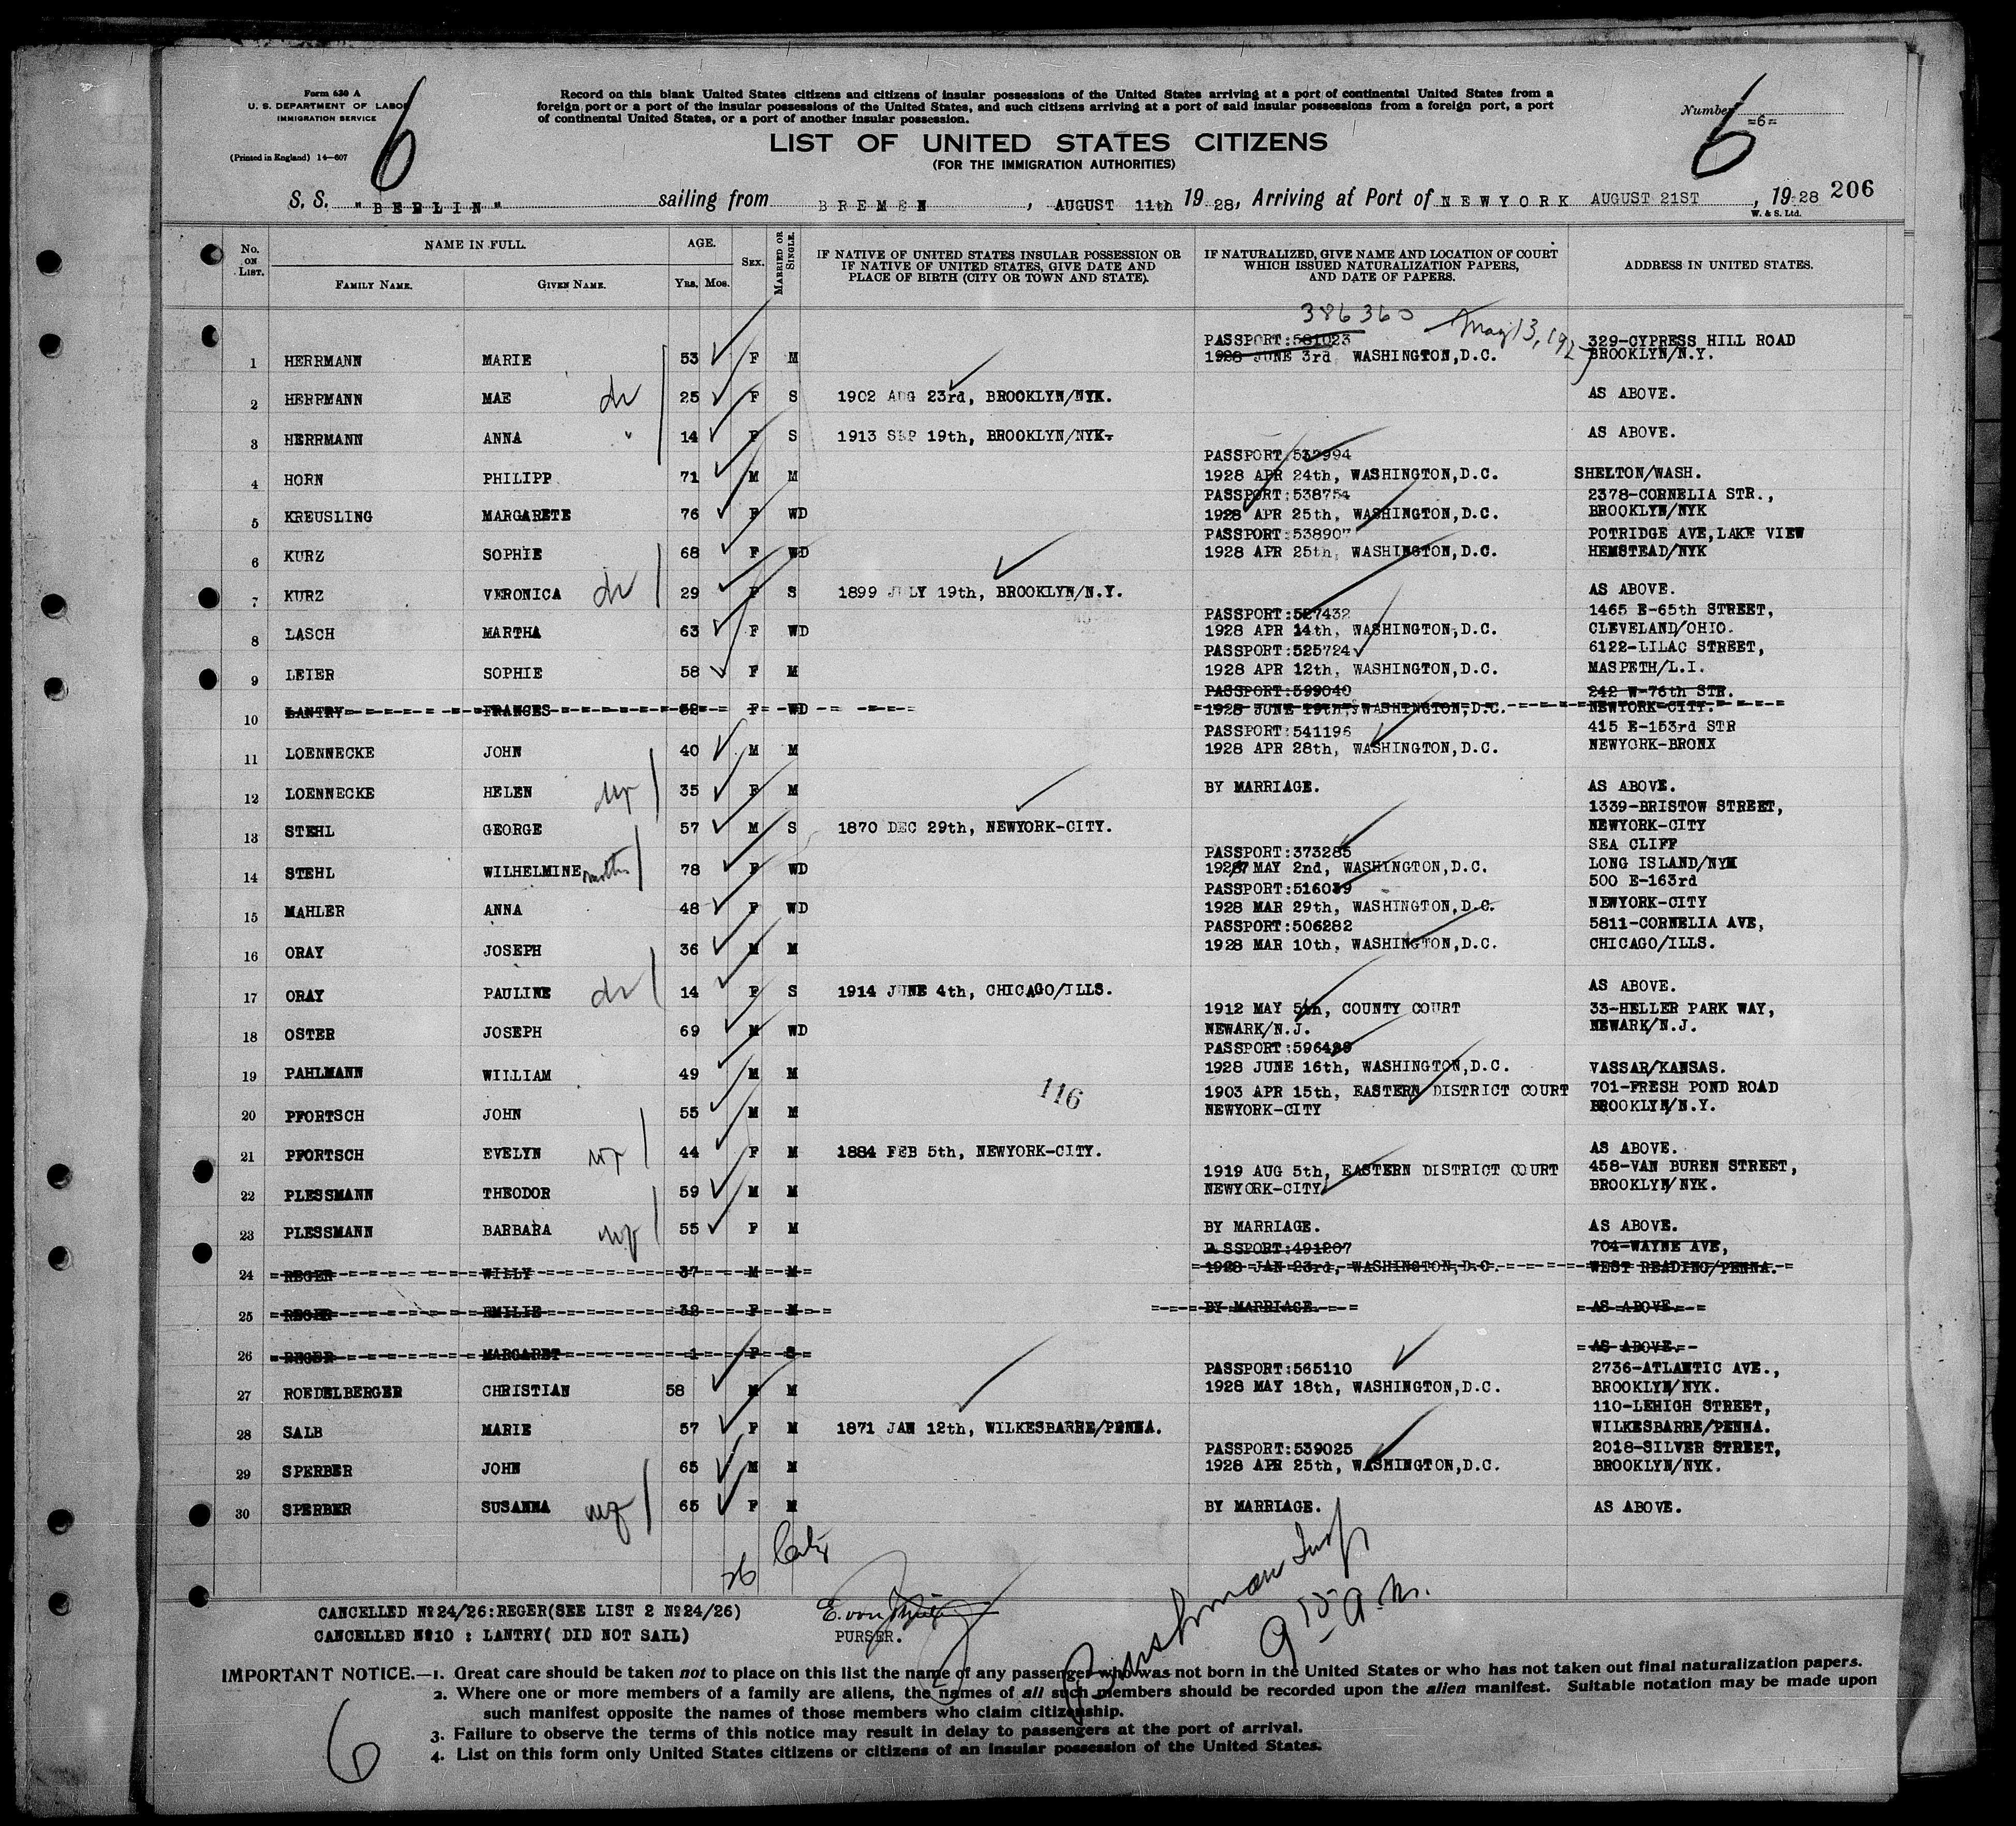 Form 630 A
U. S. DEPARTMENT OF LABOR
IMMIGRATION SERVICE
(Printed in England) 14—607
6
Record on this blank United States citizens and citizens of insular possessions of the United States arriving at a port of continental United States from a
foreign port or a port of the insular possessions of the United States, and such citizens arriving at a port of said insular possessions from a foreign port, a port
of continental United States, or a port of another insular possession.
LIST OF UNITED STATES CITIZENS
(FOR THE IMMIGRATION AUTHORITIES)
Number =6=
6
S. S. "BERLIN" sailing from BREMEN, AUGUST 11th 1928, Arriving at Port of NEWYORK AUGUST 21ST, 1928 206
W. & S. Ltd.
No. ON LIST. NAME IN FULL. AGE. SEX. MARRIED OR SINGLE. IF NATIVE OF UNITED STATES INSULAR POSSESSION OR IF NATIVE OF UNITED STATES, GIVE DATE AND PLACE OF BIRTH (CITY OR TOWN AND STATE). IF NATURALIZED, GIVE NAME AND LOCATION OF COURT WHICH ISSUED NATURALIZATION PAPERS, AND DATE OF PAPERS. ADDRESS IN UNITED STATES.
FAMILY NAME. GIVEN NAME. YRS. MOS.
386360 May 13, 1927
PASSPORT:581023 329-CYPRESS HILL ROAD
1 HERRMANN MARIE 53 F M 1928 JUNE 3rd WASHINGTON,D.C. BROOKLYN/N.Y.
2 HERRMANN MAE dr 25 F S 1902 AUG 23rd, BROOKLYN/NYK. AS ABOVE.
3 HERRMANN ANNA " 14 F S 1913 SEP 19th, BROOKLYN/NYK. AS ABOVE.
PASSPORT:532994
4 HORN PHILIPP 71 M M 1928 APR 24th, WASHINGTON,D.C. SHELTON/WASH.
PASSPORT:538754 2378-CORNELIA STR.,
5 KREUSLING MARGARETE 76 F WD 1928 APR 25th, WASHINGTON,D.C. BROOKLYN/NYK
PASSPORT:538907 POTRIDGE AVE,LAKE VIEW
6 KURZ SOPHIE 68 F WD 1928 APR 25th, WASHINGTON,D.C. HEMSTEAD/NYK
7 KURZ VERONICA dr 29 F S 1899 JULY 19th, BROOKLYN/N.Y. AS ABOVE.
PASSPORT:527432 1465 E-65th STREET,
8 LASCH MARTHA 63 F WD 1928 APR 14th, WASHINGTON,D.C. CLEVELAND/OHIO.
PASSPORT:525724 6122-LILAC STREET,
9 LEIER SOPHIE 58 F M 1928 APR 12th, WASHINGTON,D.C. MASPETH/L.I.
PASSPORT:599040 242 W-76th STR.
10 LANTRY FRANCES F WD 1928 JUNE 19th, WASHINGTON,D.C. NEWYORK-CITY.
PASSPORT:541196 415 E-153rd STR
11 LOENNECKE JOHN 40 M M 1928 APR 28th, WASHINGTON,D.C. NEWYORK-BRONX
12 LOENNECKE HELEN wf 35 F M BY MARRIAGE. AS ABOVE.
1339-BRISTOW STREET,
13 STEHL GEORGE 57 M S 1870 DEC 29th, NEWYORK-CITY. NEWYORK-CITY
PASSPORT:373285 SEA CLIFF
14 STEHL WILHELMINE mother 78 F WD 1927 MAY 2nd, WASHINGTON,D.C. LONG ISLAND/NYM
PASSPORT:516039 500 E-163rd
15 MAHLER ANNA 48 F WD 1928 MAR 29th, WASHINGTON,D.C. NEWYORK-CITY
PASSPORT:506282 5811-CORNELIA AVE,
16 ORAY JOSEPH 36 M M 1928 MAR 10th, WASHINGTON,D.C. CHICAGO/ILLS.
17 ORAY PAULINE dr 14 F S 1914 JUNE 4th, CHICAGO/ILLS. AS ABOVE.
1912 MAY 5th, COUNTY COURT 33-HELLER PARK WAY,
18 OSTER JOSEPH 69 M WD NEWARK/N.J. NEWARK/N.J.
PASSPORT:596488
19 PAHLMANN WILLIAM 49 M M 1928 JUNE 16th, WASHINGTON,D.C. VASSAR/KANSAS.
116
1903 APR 15th, EASTERN DISTRICT COURT 701-FRESH POND ROAD
20 PFORTSCH JOHN 55 M M NEWYORK-CITY BROOKLYN/N.Y.
21 PFORTSCH EVELYN wf 44 F M 1884 FEB 5th, NEWYORK-CITY. AS ABOVE.
1919 AUG 5th, EASTERN DISTRICT COURT 458-VAN BUREN STREET,
22 PLESSMANN THEODOR 59 M M NEWYORK-CITY BROOKLYN/NYK.
23 PLESSMANN BARBARA wf 55 F M BY MARRIAGE. AS ABOVE.
PASSPORT:491207 704-WAYNE AVE,
24 REGER WILLY 37 M M 1928 JAN 23rd, WASHINGTON,D.C. WEST READING/PENNA.
25 REGER EMILIE 32 F M BY MARRIAGE. AS ABOVE.
26 REGER MARGARET 1 F S AS ABOVE.
PASSPORT:565110 2736-ATLANTIC AVE.,
27 ROEDELBERGER CHRISTIAN 58 M M 1928 MAY 18th, WASHINGTON,D.C. BROOKLYN/NYK.
110-LEHIGH STREET,
28 SALB MARIE 57 F M 1871 JAN 12th, WILKESBARRE/PENNA. WILKESBARRE/PENNA.
PASSPORT:539025 2018-SILVER STREET,
29 SPERBER JOHN 65 M M 1928 APR 25th, WASHINGTON,D.C. BROOKLYN/NYK.
30 SPERBER SUSANNA wf 65 F M BY MARRIAGE. AS ABOVE.
26
CANCELLED №24/26:REGER(SEE LIST 2 №24/26)
E. von
CANCELLED №10 : LANTRY( DID NOT SAIL) PURSER.
9 15 a.m.
IMPORTANT NOTICE.—1. Great care should be taken not to place on this list the name of any passenger who was not born in the United States or who has not taken out final naturalization papers.
2. Where one or more members of a family are aliens, the names of all such members should be recorded upon the alien manifest. Suitable notation may be made upon
such manifest opposite the names of those members who claim citizenship.
3. Failure to observe the terms of this notice may result in delay to passengers at the port of arrival.
4. List on this form only United States citizens or citizens of an insular possession of the United States.
6